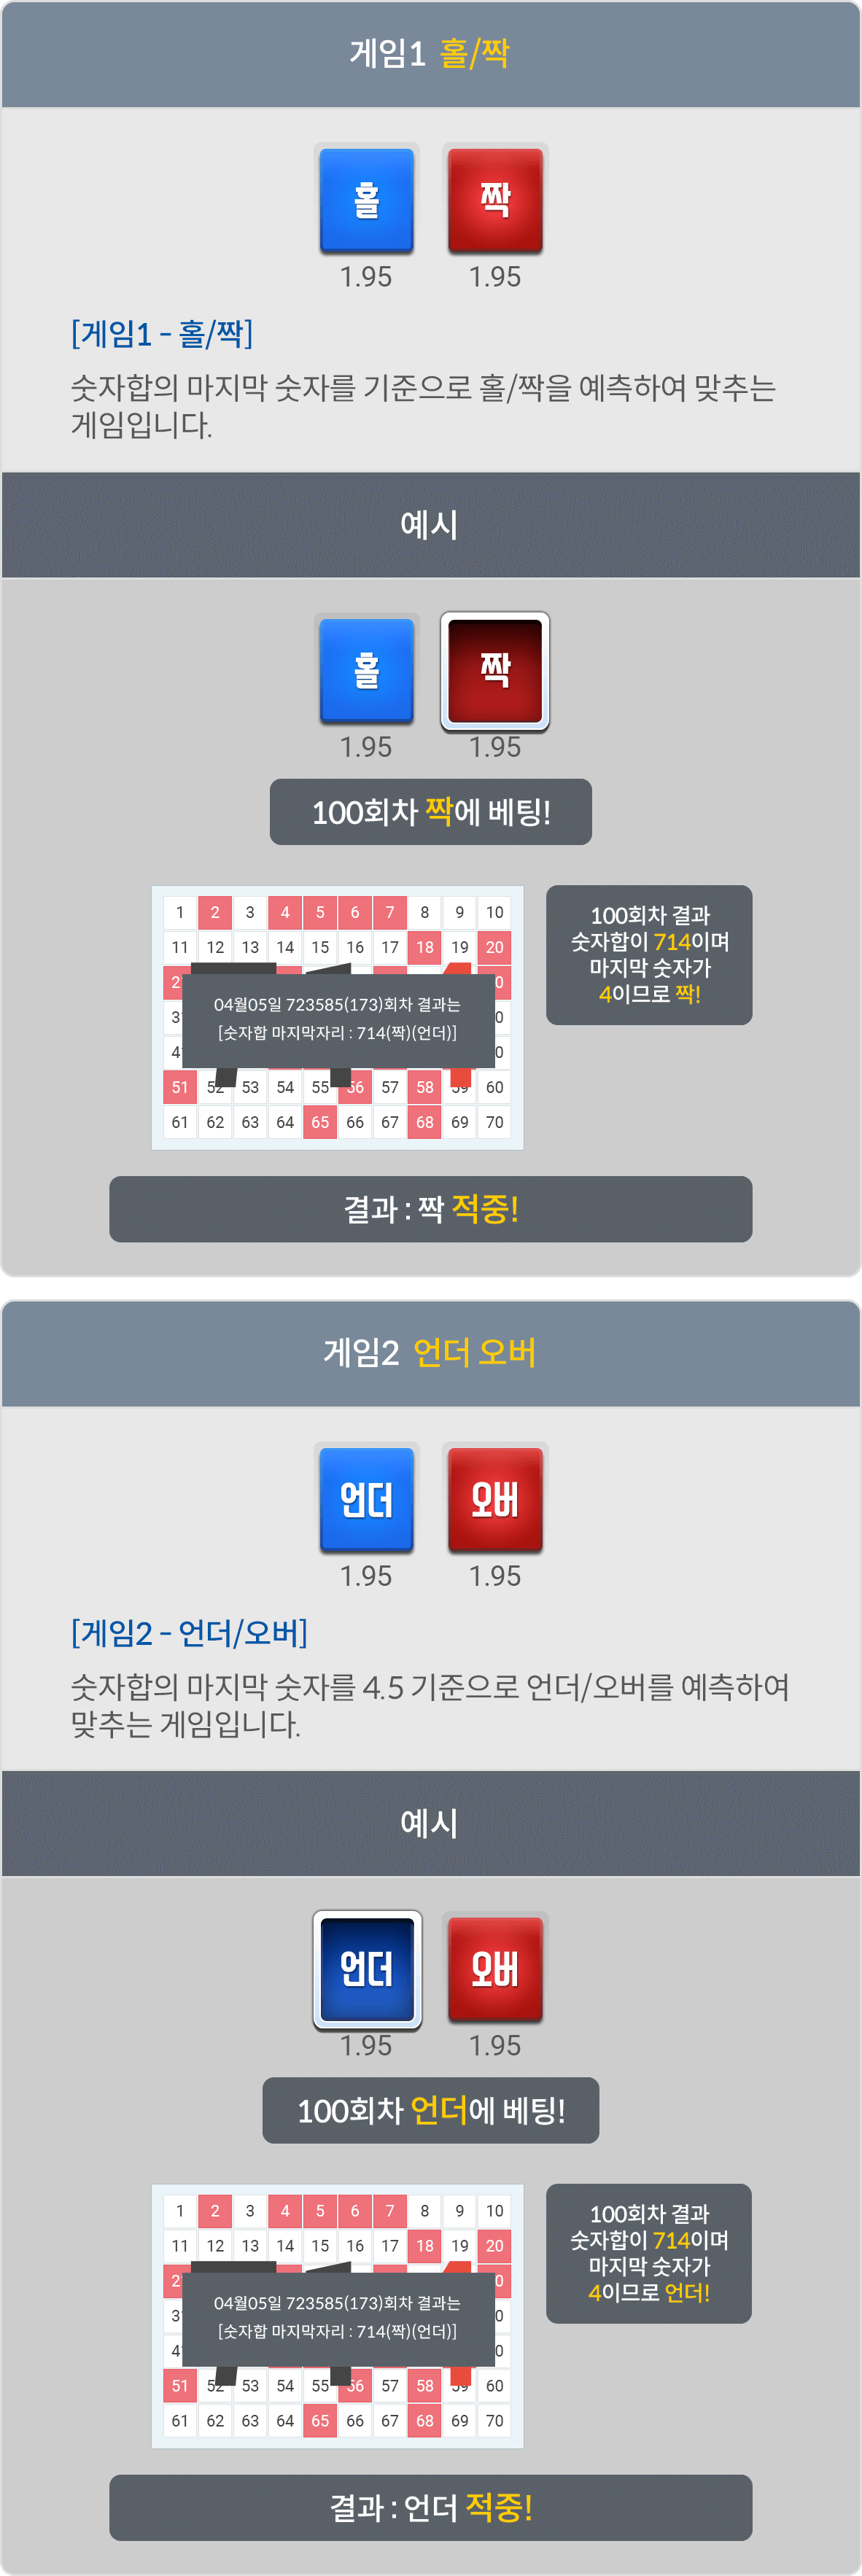 게임1 홀/짝
홀 짝
1.95 1.95
[게임1 - 홀/짝]
숫자합의 마지막 숫자를 기준으로 홀/짝을 예측하여 맞추는
게임입니다.
예시
홀 짝
1.95 1.95
100회차 짝에 베팅!
1 2 3 4 5 6 7 8 9 10
11 12 13 14 15 16 17 18 19 20
04월05일 723585(173)회차 결과는
[숫자합 마지막자리 : 714(짝)(언더)]
51 52 53 54 55 56 57 58 59 60
61 62 63 64 65 66 67 68 69 70
100회차 결과
숫자합이 714이며
마지막 숫자가
4이므로 짝!
결과 : 짝 적중!
게임2 언더 오버
언더 오버
1.95 1.95
[게임2 - 언더/오버]
숫자합의 마지막 숫자를 4.5 기준으로 언더/오버를 예측하여
맞추는 게임입니다.
예시
언더 오버
1.95 1.95
100회차 언더에 베팅!
1 2 3 4 5 6 7 8 9 10
11 12 13 14 15 16 17 18 19 20
04월05일 723585(173)회차 결과는
[숫자합 마지막자리 : 714(짝)(언더)]
51 52 53 54 55 56 57 58 59 60
61 62 63 64 65 66 67 68 69 70
100회차 결과
숫자합이 714이며
마지막 숫자가
4이므로 언더!
결과 : 언더 적중!